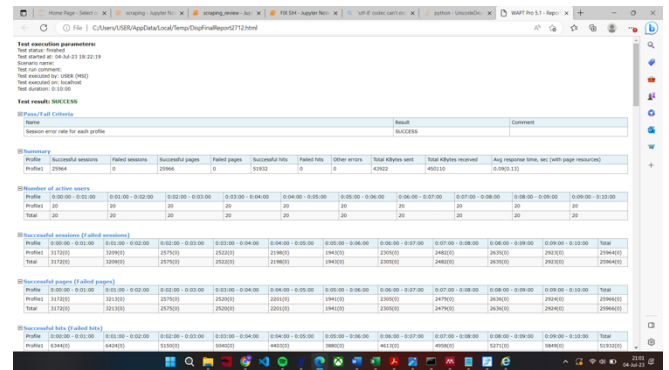 Home Page - Select or
scraping - Jupyter No
scraping_review - Jup
FIX SIH - Jupyter Not
'utf-8' codec can't de
python - UnicodeDe
WAPT Pro 5.1 - Repor
File | C:/Users/USER/AppData/Local/Temp/DispFinalReport2712.html
Test execution parameters:
Test status: finished
Test started at: 04-Jul-23 18:22:19
Scenario name:
Test run comment:
Test executed by: USER (MSI)
Test executed on: localhost
Test duration: 0:10:00
Test result: SUCCESS
Pass/Fail Criteria
Name Result Comment
Session error rate for each profile SUCCESS
Summary
Profile Successful sessions Failed sessions Successful pages Failed pages Successful hits Failed hits Other errors Total KBytes sent Total KBytes received Avg response time, sec (with page resources)
Profile1 25964 0 25966 0 51932 0 0 43922 450110 0.09(0.13)
Number of active users
Profile 0:00:00 - 0:01:00 0:01:00 - 0:02:00 0:02:00 - 0:03:00 0:03:00 - 0:04:00 0:04:00 - 0:05:00 0:05:00 - 0:06:00 0:06:00 - 0:07:00 0:07:00 - 0:08:00 0:08:00 - 0:09:00 0:09:00 - 0:10:00
Profile1 20 20 20 20 20 20 20 20 20 20
Total 20 20 20 20 20 20 20 20 20 20
Successful sessions (Failed sessions)
Profile 0:00:00 - 0:01:00 0:01:00 - 0:02:00 0:02:00 - 0:03:00 0:03:00 - 0:04:00 0:04:00 - 0:05:00 0:05:00 - 0:06:00 0:06:00 - 0:07:00 0:07:00 - 0:08:00 0:08:00 - 0:09:00 0:09:00 - 0:10:00 Total
Profile1 3172(0) 3209(0) 2575(0) 2522(0) 2198(0) 1943(0) 2305(0) 2482(0) 2635(0) 2923(0) 25964(0)
Total 3172(0) 3209(0) 2575(0) 2522(0) 2198(0) 1943(0) 2305(0) 2482(0) 2635(0) 2923(0) 25964(0)
Successful pages (Failed pages)
Profile 0:00:00 - 0:01:00 0:01:00 - 0:02:00 0:02:00 - 0:03:00 0:03:00 - 0:04:00 0:04:00 - 0:05:00 0:05:00 - 0:06:00 0:06:00 - 0:07:00 0:07:00 - 0:08:00 0:08:00 - 0:09:00 0:09:00 - 0:10:00 Total
Profile1 3172(0) 3213(0) 2575(0) 2520(0) 2201(0) 1941(0) 2305(0) 2479(0) 2636(0) 2924(0) 25966(0)
Total 3172(0) 3213(0) 2575(0) 2520(0) 2201(0) 1941(0) 2305(0) 2479(0) 2636(0) 2924(0) 25966(0)
Successful hits (Failed hits)
Profile 0:00:00 - 0:01:00 0:01:00 - 0:02:00 0:02:00 - 0:03:00 0:03:00 - 0:04:00 0:04:00 - 0:05:00 0:05:00 - 0:06:00 0:06:00 - 0:07:00 0:07:00 - 0:08:00 0:08:00 - 0:09:00 0:09:00 - 0:10:00 Total
Profile1 6344(0) 6424(0) 5150(0) 5040(0) 4403(0) 3880(0) 4613(0) 4958(0) 5271(0) 5849(0) 51932(0)
21:01
04-Jul-23